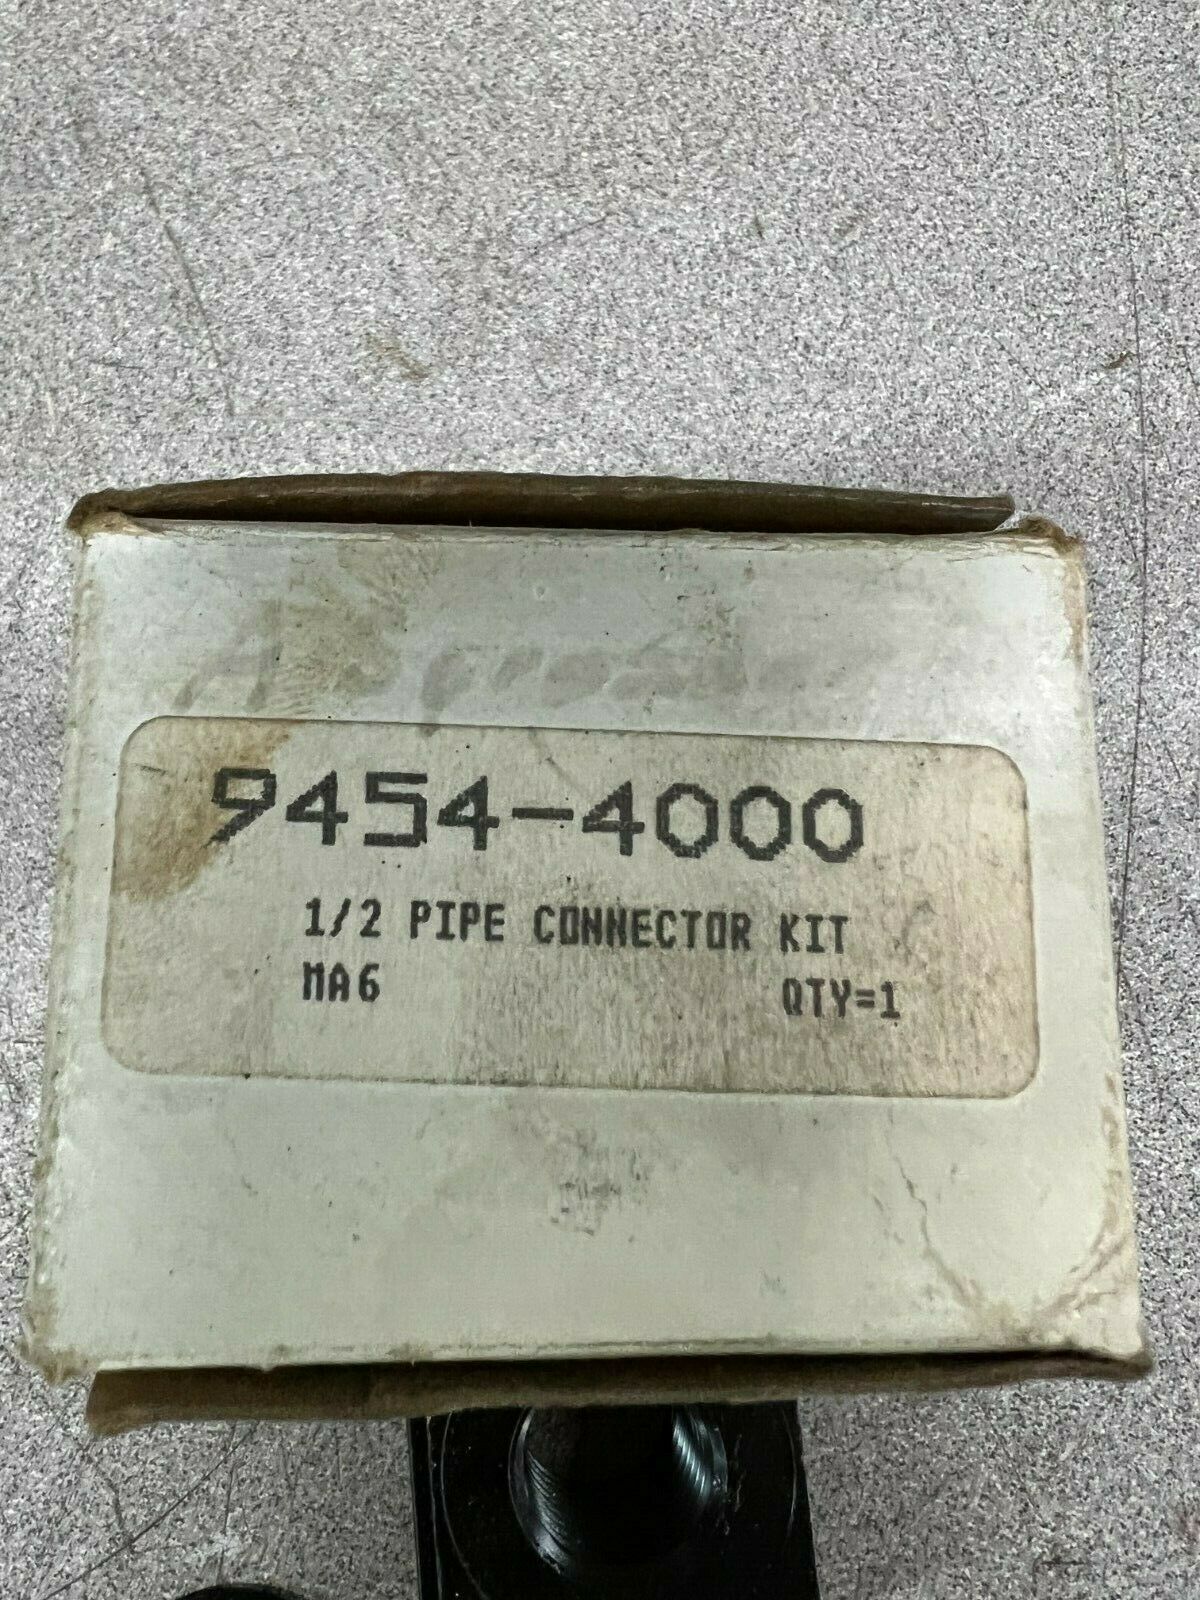 9454-4000
1/2 PIPE CONNECTOR KIT
MA6 QTY=1